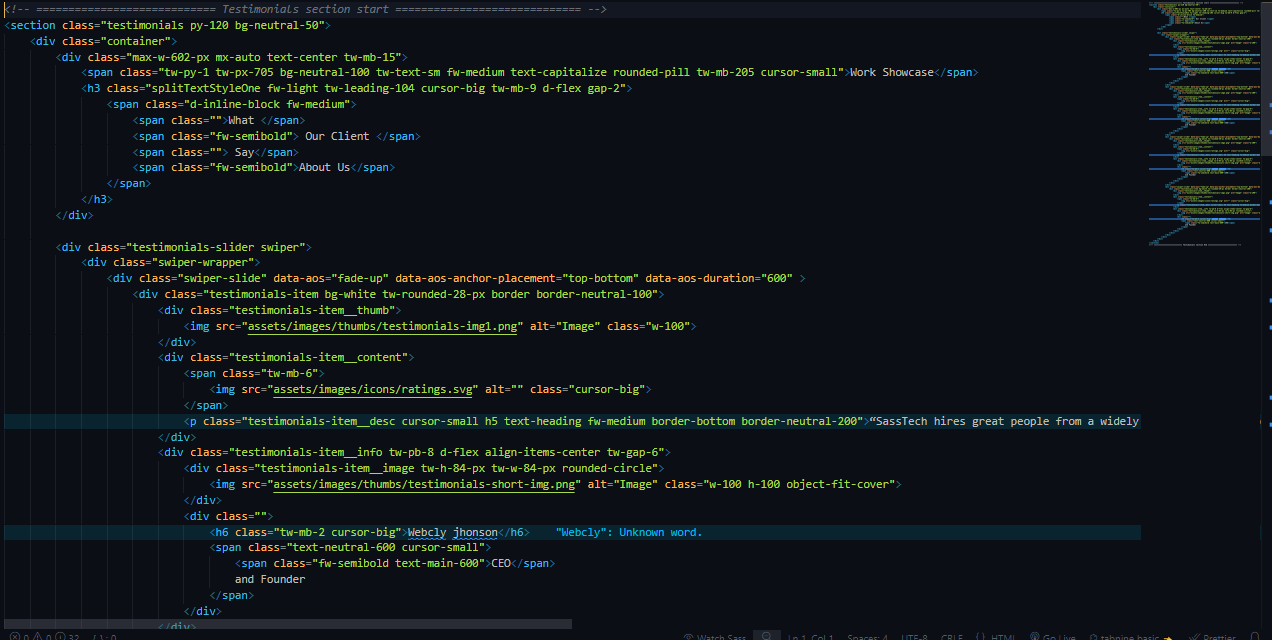 <!-- ============================ Testimonials section start ============================= -->
<section class="testimonials py-120 bg-neutral-50">
<div class="container">
<div class="max-w-602-px mx-auto text-center tw-mb-15">
<span class="tw-py-1 tw-px-705 bg-neutral-100 tw-text-sm fw-medium text-capitalize rounded-pill tw-mb-205 cursor-small">Work Showcase</span>
<h3 class="splitTextStyleOne fw-light tw-leading-104 cursor-big tw-mb-9 d-flex gap-2">
<span class="d-inline-block fw-medium">
<span class="">What </span>
<span class="fw-semibold"> Our Client </span>
<span class=""> Say</span>
<span class="fw-semibold">About Us</span>
</span>
</h3>
</div>
<div class="testimonials-slider swiper">
<div class="swiper-wrapper">
<div class="swiper-slide" data-aos="fade-up" data-aos-anchor-placement="top-bottom" data-aos-duration="600" >
<div class="testimonials-item bg-white tw-rounded-28-px border border-neutral-100">
<div class="testimonials-item__thumb">
<img src="assets/images/thumbs/testimonials-img1.png" alt="Image" class="w-100">
</div>
<div class="testimonials-item__content">
<span class="tw-mb-6">
<img src="assets/images/icons/ratings.svg" alt="" class="cursor-big">
</span>
<p class="testimonials-item__desc cursor-small h5 text-heading fw-medium border-bottom border-neutral-200">“SassTech hires great people from a widely
</div>
<div class="testimonials-item__info tw-pb-8 d-flex align-items-center tw-gap-6">
<div class="testimonials-item__image tw-h-84-px tw-w-84-px rounded-circle">
<img src="assets/images/thumbs/testimonials-short-img.png" alt="Image" class="w-100 h-100 object-fit-cover">
</div>
<div class="">
<h6 class="tw-mb-2 cursor-big">Webcly jhonson</h6> "Webcly": Unknown word.
<span class="text-neutral-600 cursor-small">
<span class="fw-semibold text-main-600">CEO</span>
and Founder
</span>
</div>
</div>
Watch Sass Ln 1, Col 1 Spaces: 4 UTF-8 CRLF HTML Go Live tabnine basic Prettier